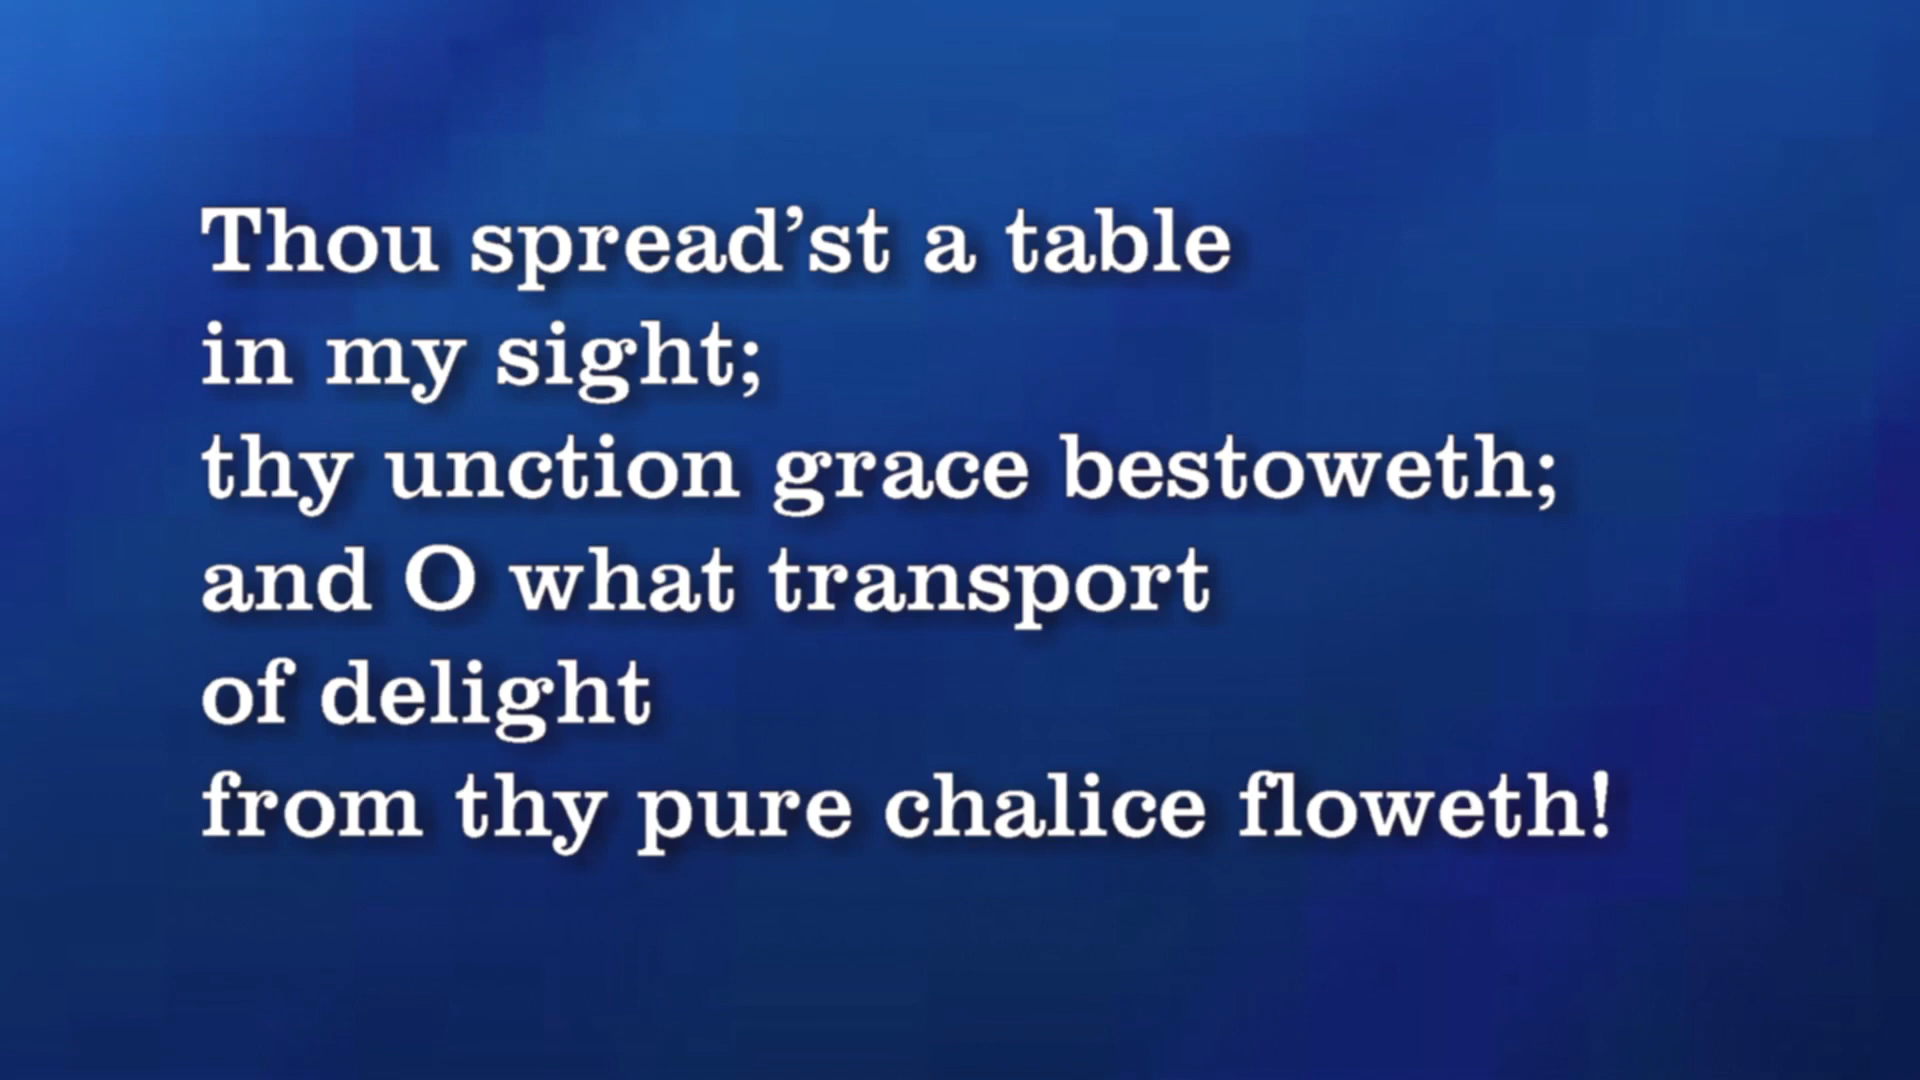 Thou spread’st a table
in my sight;
thy unction grace bestoweth;
and O what transport
of delight
from thy pure chalice floweth!